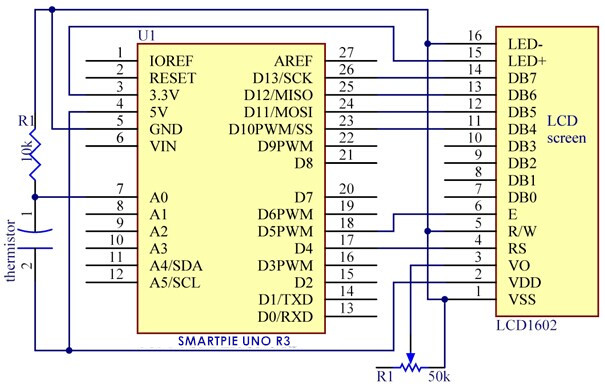 U1
1 IOREF AREF 27
2 RESET D13/SCK 26
3 3.3V D12/MISO 25
4 5V D11/MOSI 24
5 GND D10PWM/SS 23
6 VIN D9PWM 22
D8 21
7 A0 D7 20
8 A1 D6PWM 19
9 A2 D5PWM 18
10 A3 D4 17
11 A4/SDA D3PWM 16
12 A5/SCL D2 15
D1/TXD 14
D0/RXD 13
SMARTPIE UNO R3
R1
10k
1
thermistor
2
16 LED-
15 LED+
14 DB7
13 DB6
12 DB5
11 DB4
10 DB3
9 DB2
8 DB1
7 DB0
6 E
5 R/W
4 RS
3 VO
2 VDD
1 VSS
LCD
screen
LCD1602
R1 50k